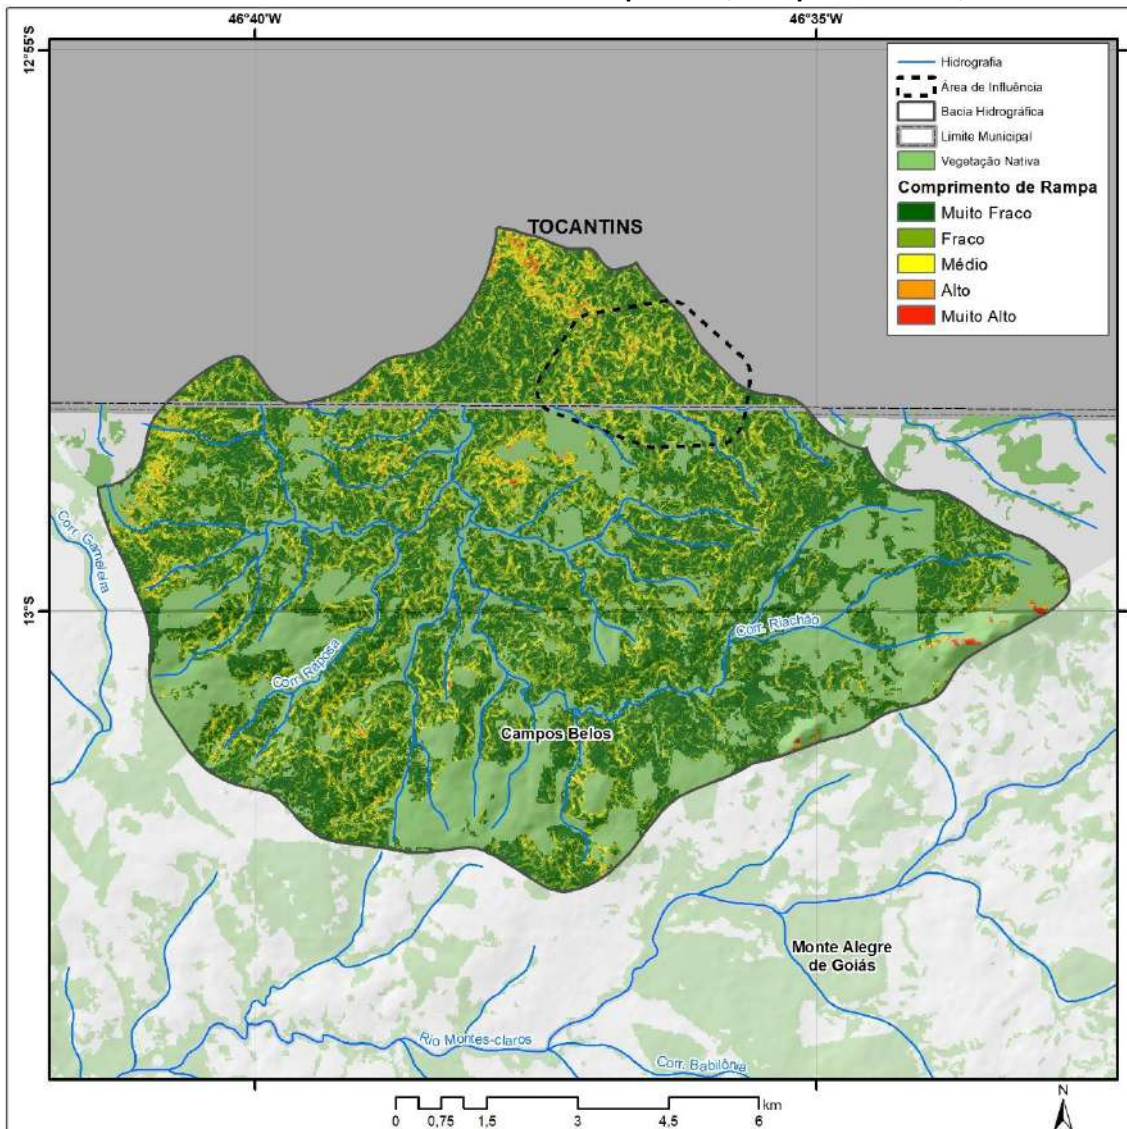 46°40'W
46°35'W
12°55'S
Hidrografia
Área de Influência
Bacia Hidrográfica
Limite Municipal
Vegetação Nativa
Comprimento de Rampa
Muito Fraco
Fraco
Médio
Alto
Muito Alto
TOCANTINS
Corr. Gameleira
13°S
Corr. Riachão
Corr. Raposa
Campos Belos
Monte Alegre
de Goiás
Rio Montes-claros
Corr. Babilônia
km
0 0,75 1,5 3 4,5 6
N